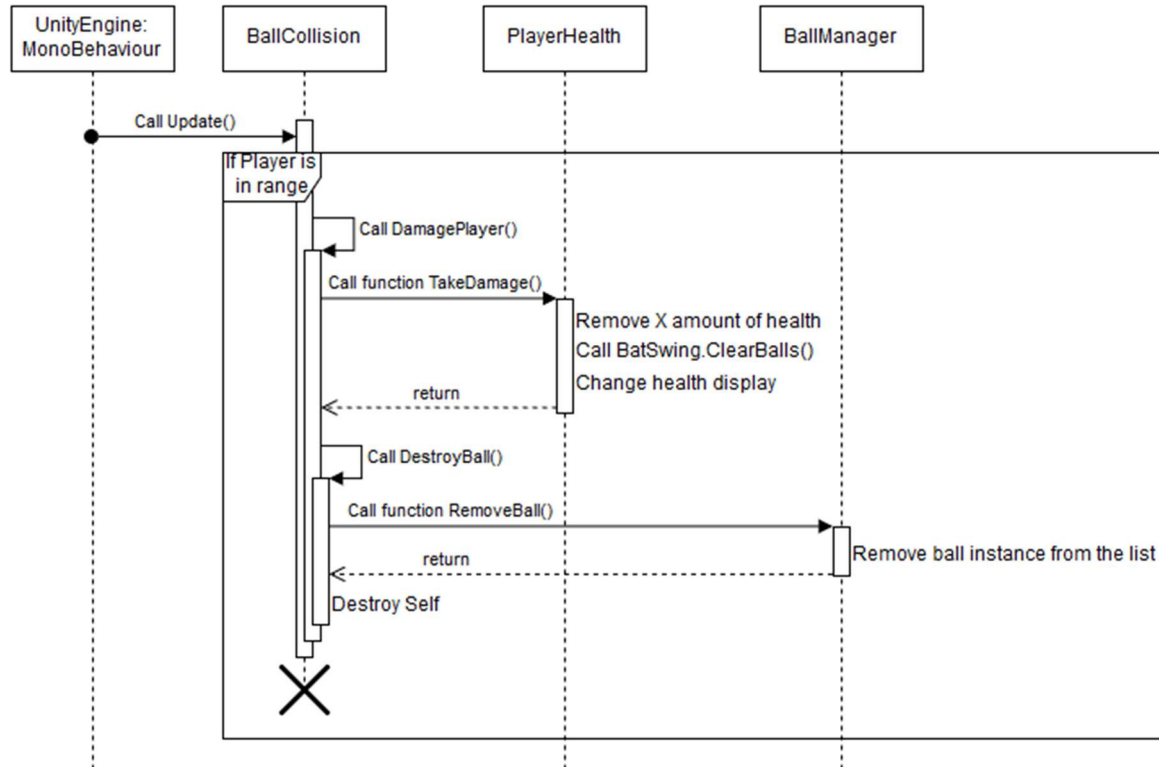 UnityEngine:
MonoBehaviour
BallCollision
PlayerHealth
BallManager
Call Update()
If Player is
in range
Call DamagePlayer()
Call function TakeDamage()
Remove X amount of health
Call BatSwing.ClearBalls()
Change health display
return
Call DestroyBall()
Call function RemoveBall()
return
Remove ball instance from the list
Destroy Self